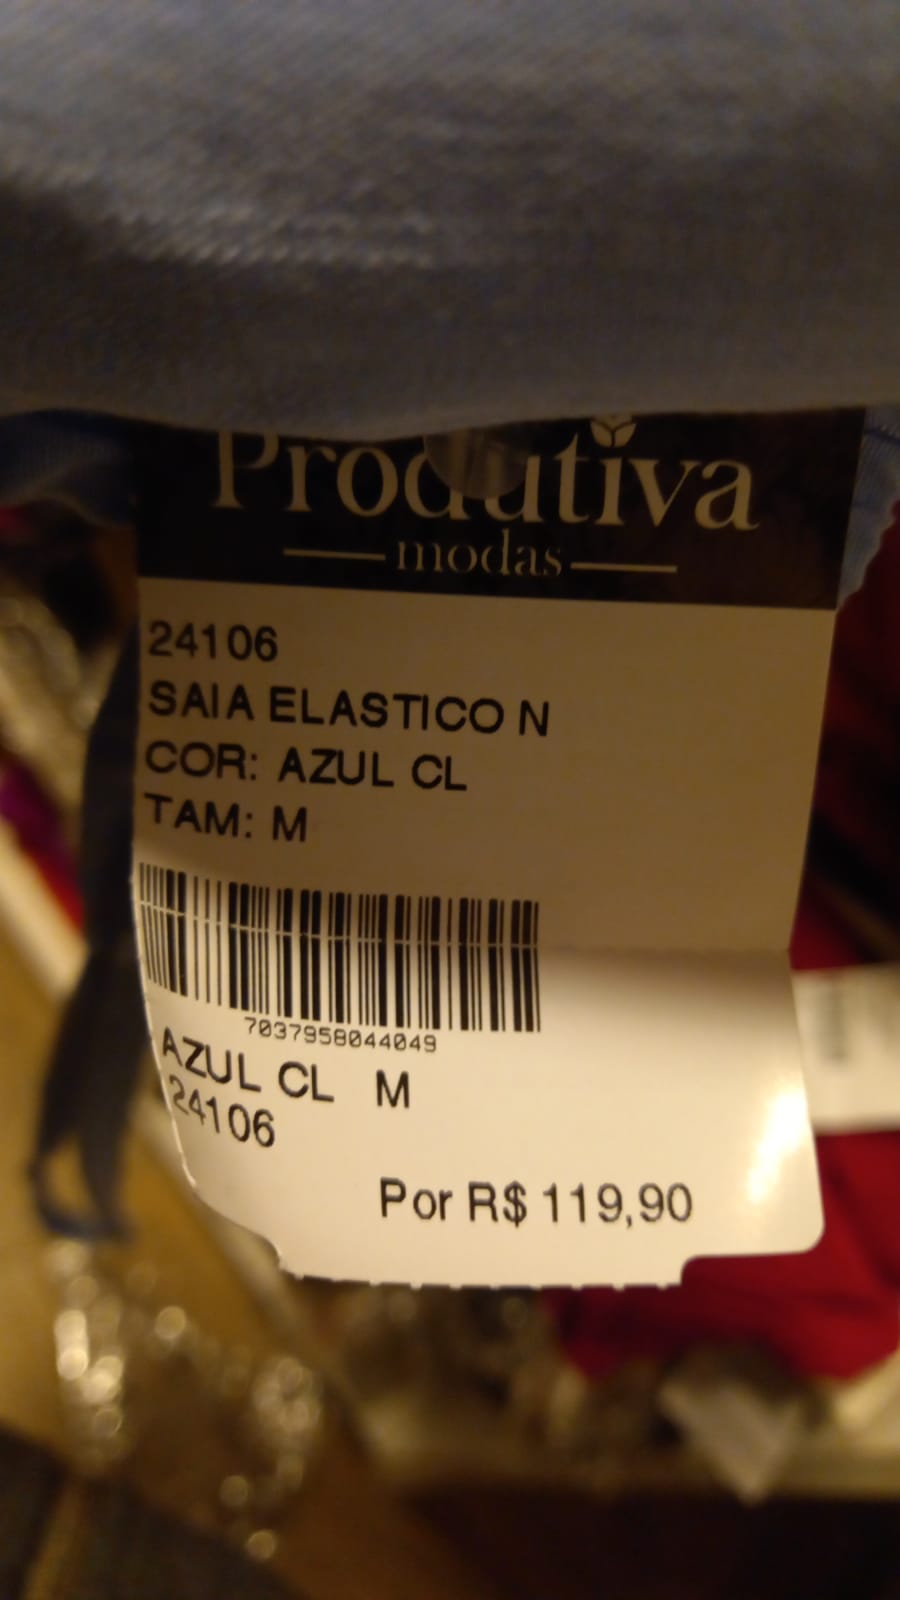 Produtiva
modas
24106
SAIA ELASTICO N
COR: AZUL CL
TAM: M
7037958044049
AZUL CL M
24106
Por R$ 119,90